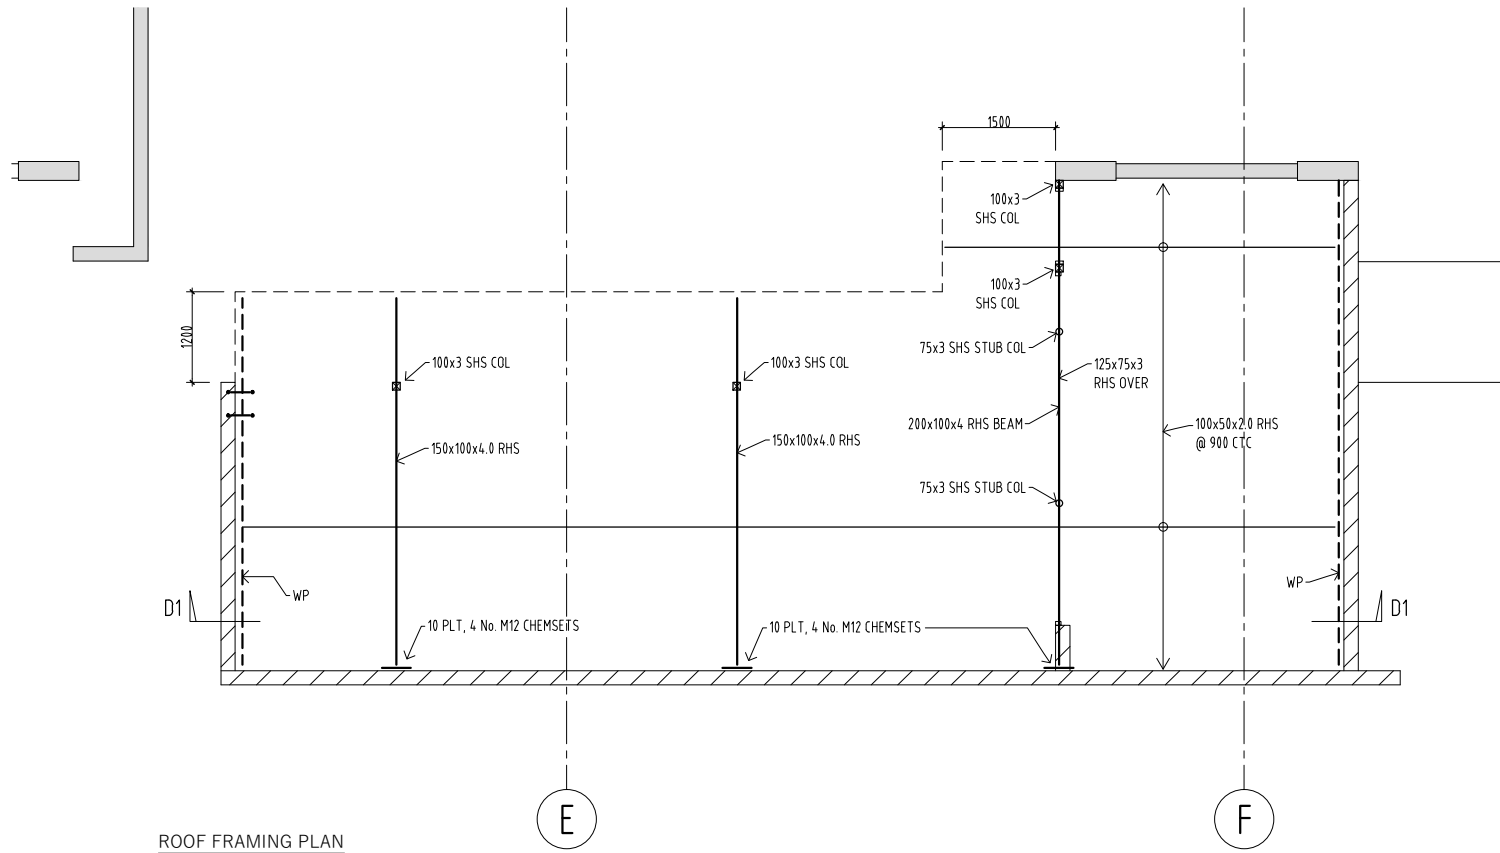 1500
100x3
SHS COL
100x3
SHS COL
1200
75x3 SHS STUB COL
100x3 SHS COL
100x3 SHS COL
125x75x3
RHS OVER
200x100x4 RHS BEAM
100x50x2.0 RHS
@ 900 CTC
150x100x4.0 RHS
150x100x4.0 RHS
75x3 SHS STUB COL
WP
WP
D1
D1
10 PLT, 4 No. M12 CHEMSETS
10 PLT, 4 No. M12 CHEMSETS
E
F
ROOF FRAMING PLAN